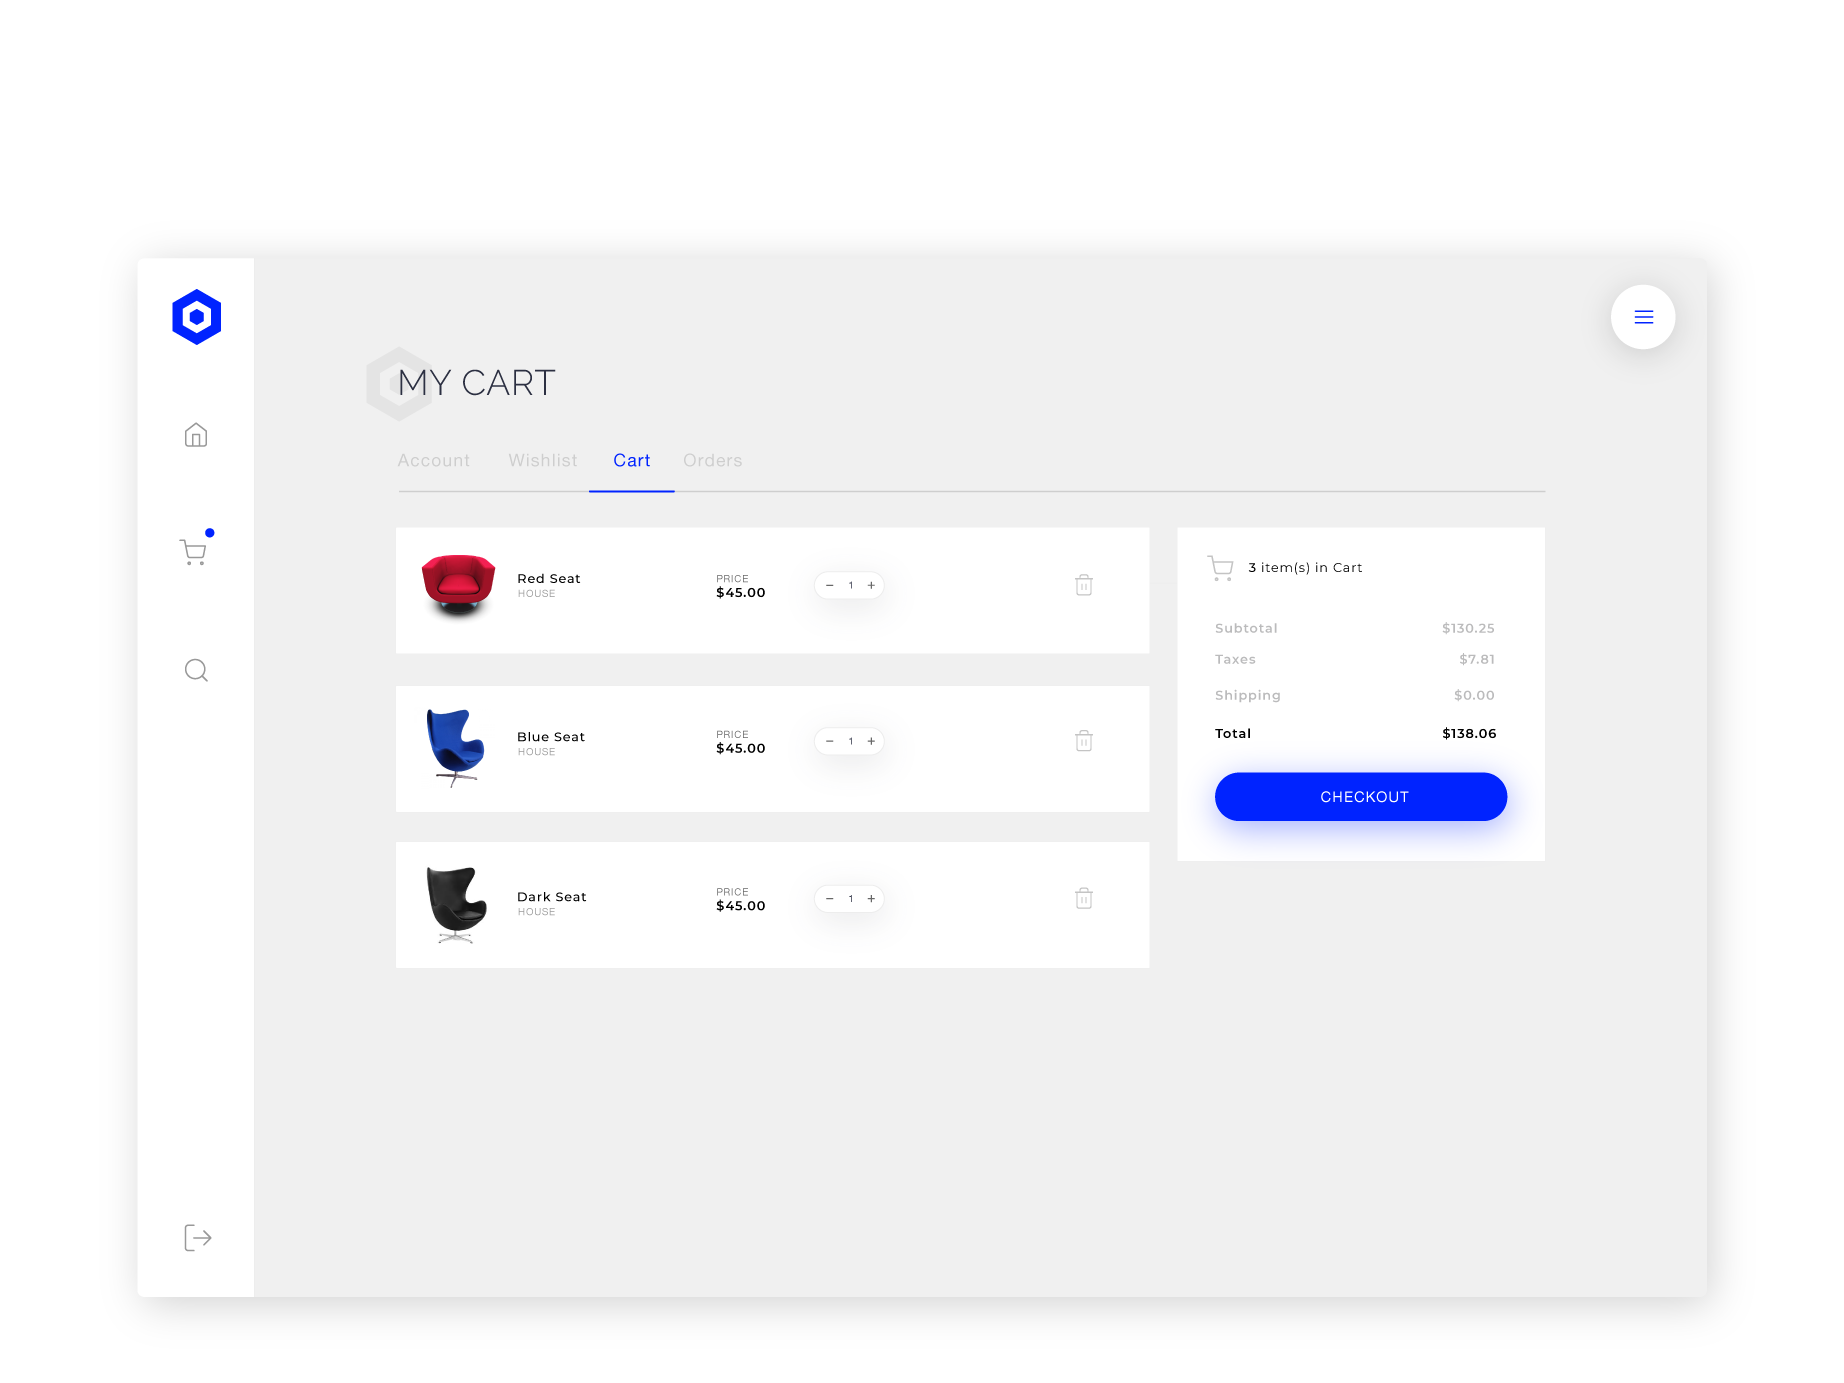 MY CART
Account Wishlist Cart Orders
Red Seat
HOUSE
PRICE
$45.00
− 1 +
Blue Seat
HOUSE
PRICE
$45.00
− 1 +
Dark Seat
HOUSE
PRICE
$45.00
− 1 +
3 item(s) in Cart
Subtotal $130.25
Taxes $7.81
Shipping $0.00
Total $138.06
CHECKOUT